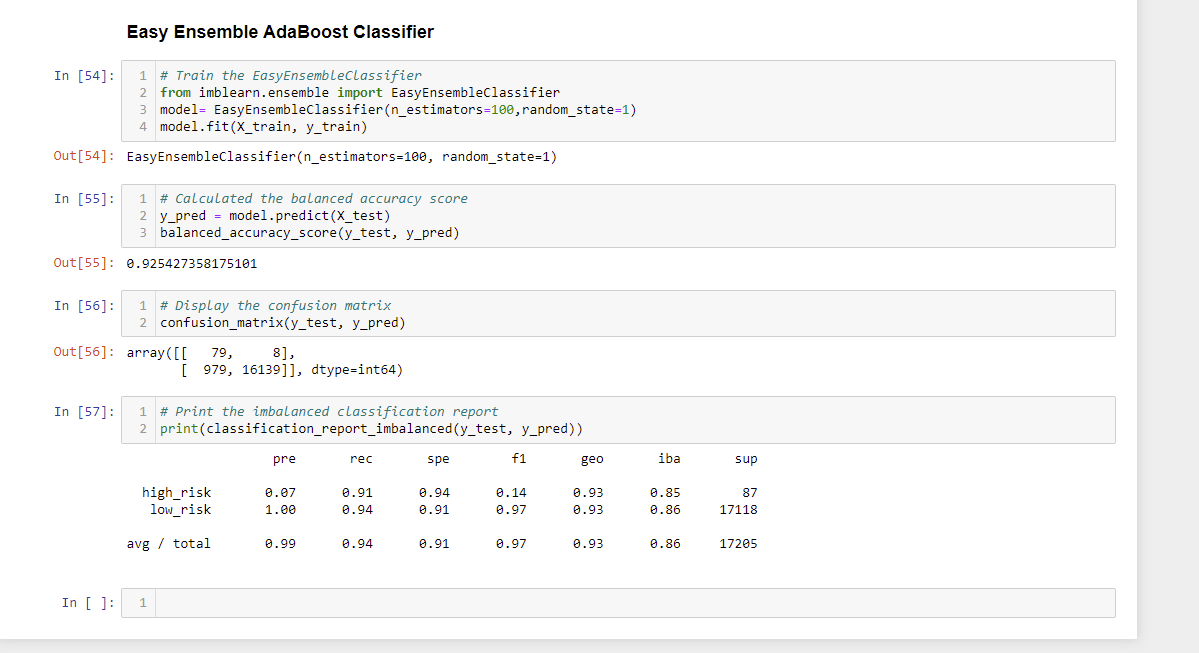 Easy Ensemble AdaBoost Classifier
In [54]:
1 # Train the EasyEnsembleClassifier
2 from imblearn.ensemble import EasyEnsembleClassifier
3 model= EasyEnsembleClassifier(n_estimators=100,random_state=1)
4 model.fit(X_train, y_train)
Out[54]: EasyEnsembleClassifier(n_estimators=100, random_state=1)
In [55]:
1 # Calculated the balanced accuracy score
2 y_pred = model.predict(X_test)
3 balanced_accuracy_score(y_test, y_pred)
Out[55]: 0.925427358175101
In [56]:
1 # Display the confusion matrix
2 confusion_matrix(y_test, y_pred)
Out[56]: array([[   79,     8],
       [  979, 16139]], dtype=int64)
In [57]:
1 # Print the imbalanced classification report
2 print(classification_report_imbalanced(y_test, y_pred))
pre rec spe f1 geo iba sup
high_risk 0.07 0.91 0.94 0.14 0.93 0.85 87
low_risk 1.00 0.94 0.91 0.97 0.93 0.86 17118
avg / total 0.99 0.94 0.91 0.97 0.93 0.86 17205
In [ ]: 1